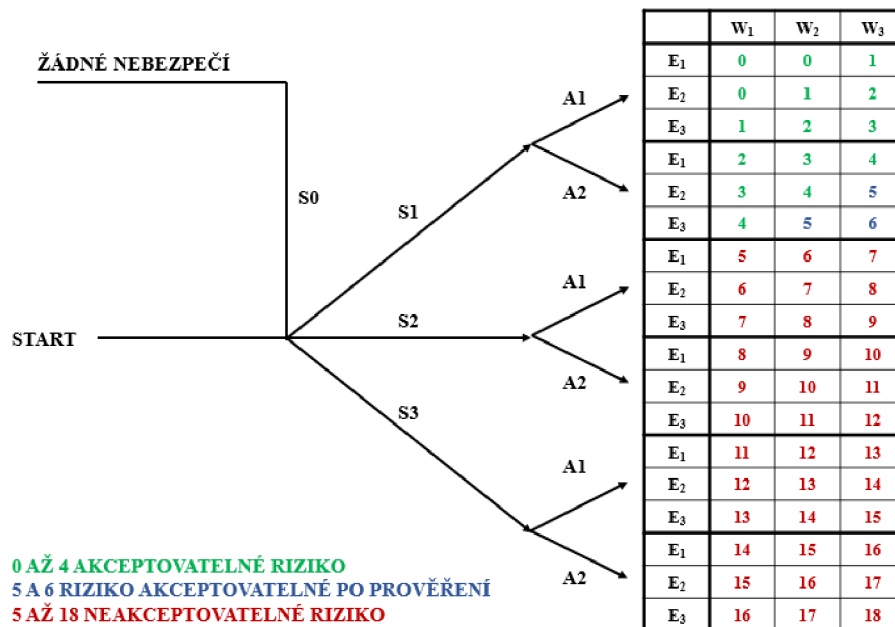 W₁ W₂ W₃
ŽÁDNÉ NEBEZPEČÍ
S0
START
S1
S2
S3
A1
A2
A1
A2
A1
A2
E₁ 0 0 1
E₂ 0 1 2
E₃ 1 2 3
E₁ 2 3 4
E₂ 3 4 5
E₃ 4 5 6
E₁ 5 6 7
E₂ 6 7 8
E₃ 7 8 9
E₁ 8 9 10
E₂ 9 10 11
E₃ 10 11 12
E₁ 11 12 13
E₂ 12 13 14
E₃ 13 14 15
E₁ 14 15 16
E₂ 15 16 17
E₃ 16 17 18
0 AŽ 4 AKCEPTOVATELNÉ RIZIKO
5 A 6 RIZIKO AKCEPTOVATELNÉ PO PROVĚŘENÍ
5 AŽ 18 NEAKCEPTOVATELNÉ RIZIKO